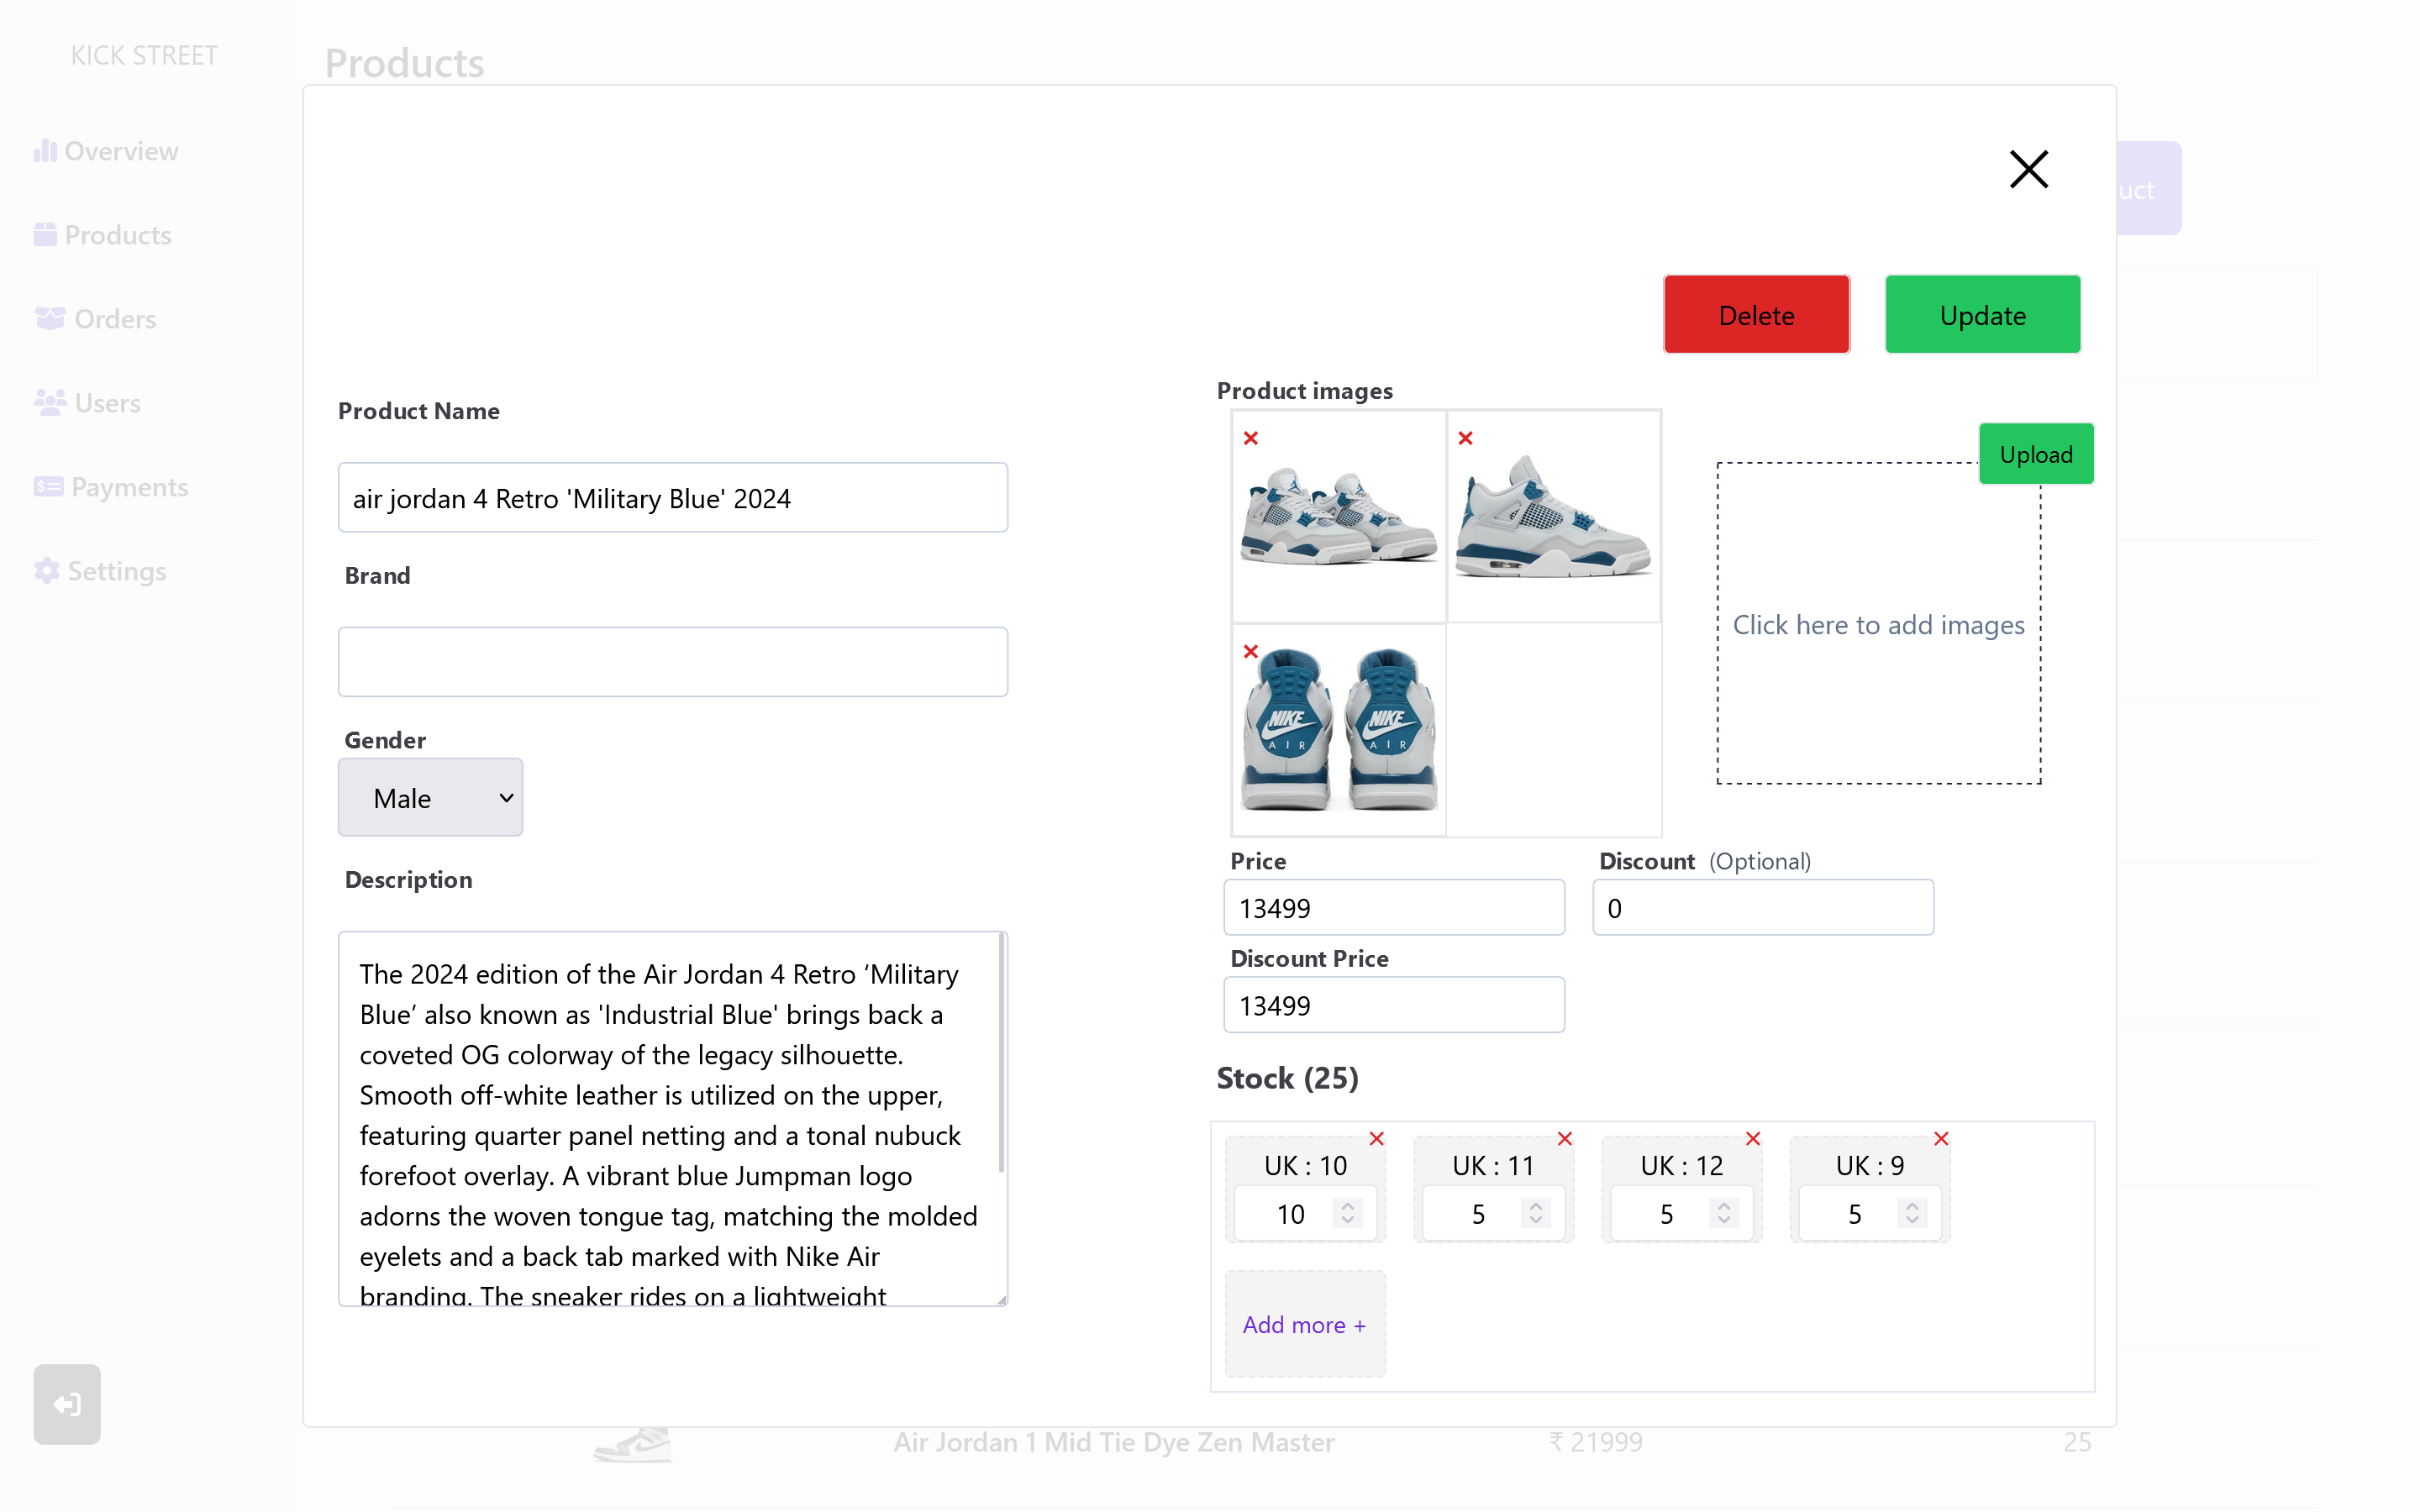 KICK STREET
Products
Overview
Products
Orders
Users
Payments
Settings
uct
Delete
Update
Product Name
air jordan 4 Retro 'Military Blue' 2024
Brand
Gender
Male
Description
The 2024 edition of the Air Jordan 4 Retro ‘Military
Blue’ also known as 'Industrial Blue' brings back a
coveted OG colorway of the legacy silhouette.
Smooth off-white leather is utilized on the upper,
featuring quarter panel netting and a tonal nubuck
forefoot overlay. A vibrant blue Jumpman logo
adorns the woven tongue tag, matching the molded
eyelets and a back tab marked with Nike Air
branding. The sneaker rides on a lightweight
Product images
NIKE
AIR
NIKE
AIR
Upload
Click here to add images
Price
Discount (Optional)
13499
0
Discount Price
13499
Stock (25)
UK : 10
10
UK : 11
5
UK : 12
5
UK : 9
5
Add more +
Air Jordan 1 Mid Tie Dye Zen Master
₹ 21999
25